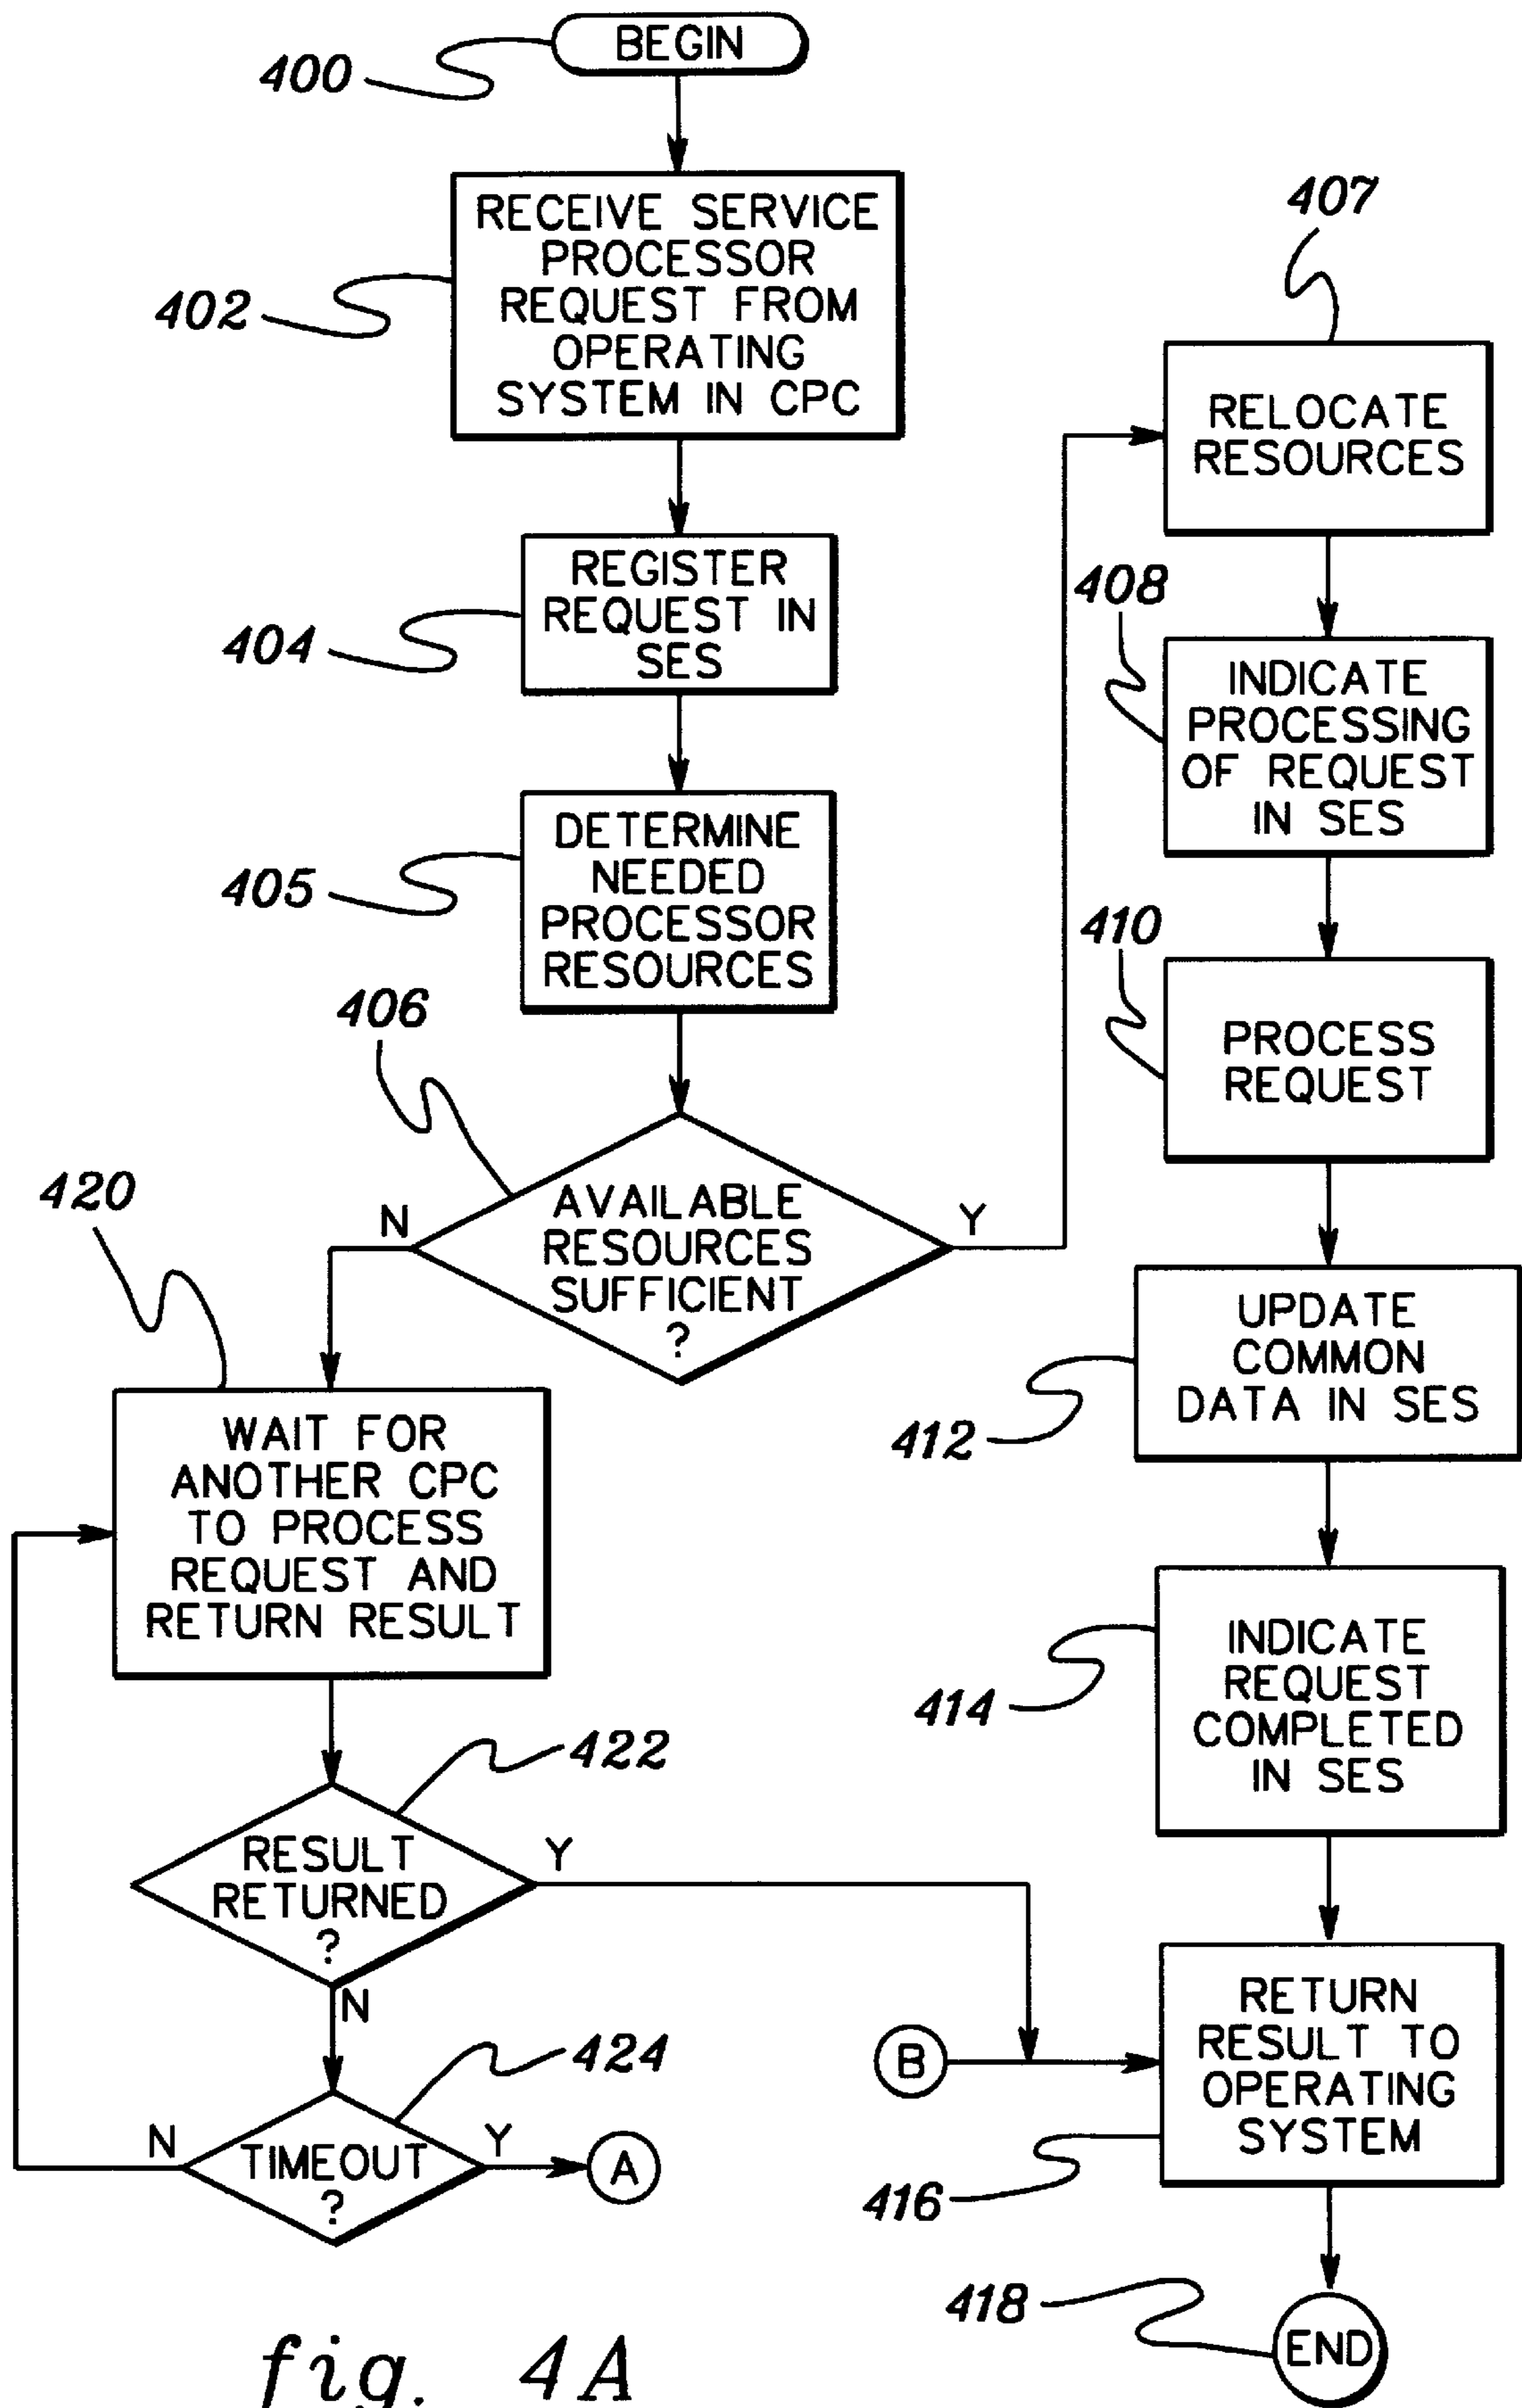 400
BEGIN
402
RECEIVE SERVICE
PROCESSOR
REQUEST FROM
OPERATING
SYSTEM IN CPC
404
REGISTER
REQUEST IN
SES
405
DETERMINE
NEEDED
PROCESSOR
RESOURCES
406
AVAILABLE
RESOURCES
SUFFICIENT
?
N
Y
420
WAIT FOR
ANOTHER CPC
TO PROCESS
REQUEST AND
RETURN RESULT
422
RESULT
RETURNED
?
Y
N
424
TIMEOUT
?
N
Y
A
407
RELOCATE
RESOURCES
408
INDICATE
PROCESSING
OF REQUEST
IN SES
410
PROCESS
REQUEST
412
UPDATE
COMMON
DATA IN SES
414
INDICATE
REQUEST
COMPLETED
IN SES
B
RETURN
RESULT TO
OPERATING
SYSTEM
416
418
END
fig. 4A